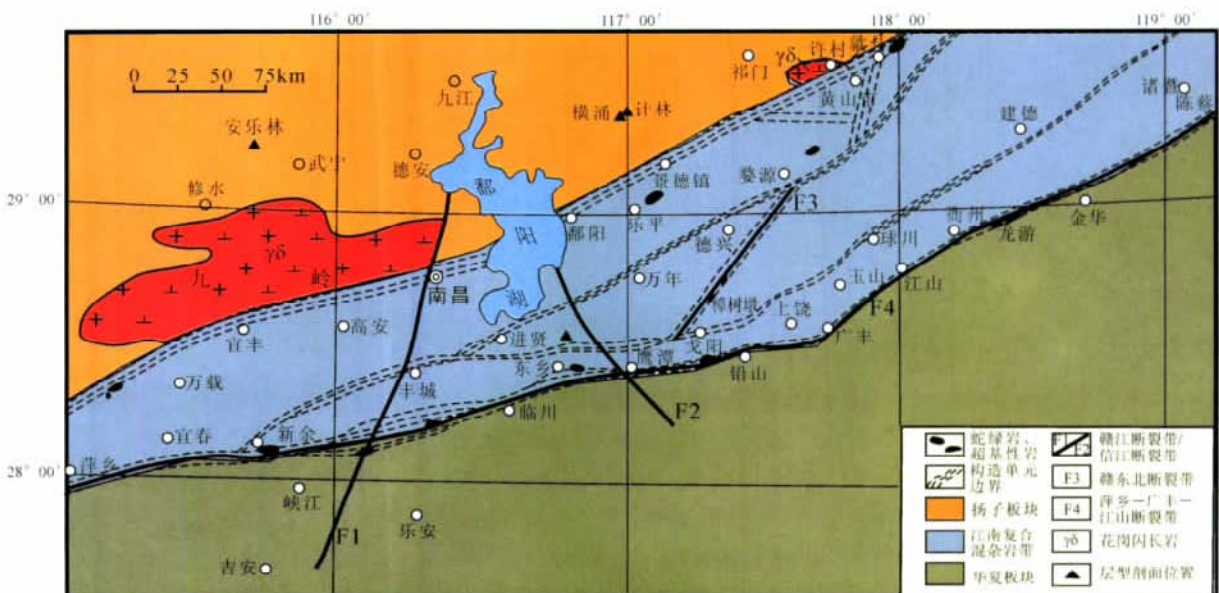 116° 00′
117° 00′
118° 00′
119° 00′
0 25 50 75km
九江
祁门
γδ
许村
黄山市
诸暨
陈蔡
安乐林
横涌
计林
建德
武宁
德安
修水
鄱
阳
湖
景德镇
婺源
29° 00′
F3
衢州
龙游
金华
鄱阳
乐平
德兴
球川
γδ
九
岭
南昌
万年
玉山
江山
F4
樟树墩
上饶
广丰
宜丰
高安
进贤
弋阳
东乡
鹰潭
铅山
万载
丰城
临川
F2
宜春
新余
萍乡
28° 00′
峡江
F1
乐安
吉安
蛇绿岩、
超基性岩
构造单元
边界
扬子板块
江南复合
混杂岩带
华夏板块
F1
F2
赣江断裂带/
信江断裂带
F3
赣东北断裂带
F4
萍乡—广丰—
江山断裂带
γδ
花岗闪长岩
层型剖面位置